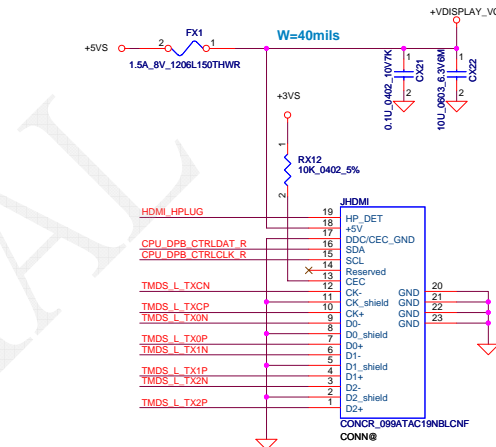 +VDISPLAY_VC
FX1
W=40mils
+5VS
2
1
1.5A_8V_1206L150THWR
0.1U_0402_10V7K
1
2
CX21
10U_0603_6.3V6M
1
2
CX22
+3VS
1
RX12
10K_0402_5%
2
JHDMI
HDMI_HPLUG 19 HP_DET
18 +5V
17 DDC/CEC_GND
CPU_DPB_CTRLDAT_R 16 SDA
CPU_DPB_CTRLCLK_R 15 SCL
14 Reserved
13 CEC
TMDS_L_TXCN 12 CK- GND 20
11 CK_shield GND 21
TMDS_L_TXCP 10 CK+ GND 22
TMDS_L_TX0N 9 D0- GND 23
8 D0_shield
TMDS_L_TX0P 7 D0+
TMDS_L_TX1N 6 D1-
5 D1_shield
TMDS_L_TX1P 4 D1+
TMDS_L_TX2N 3 D2-
2 D2_shield
TMDS_L_TX2P 1 D2+
CONCR_099ATAC19NBLCNF
CONN@